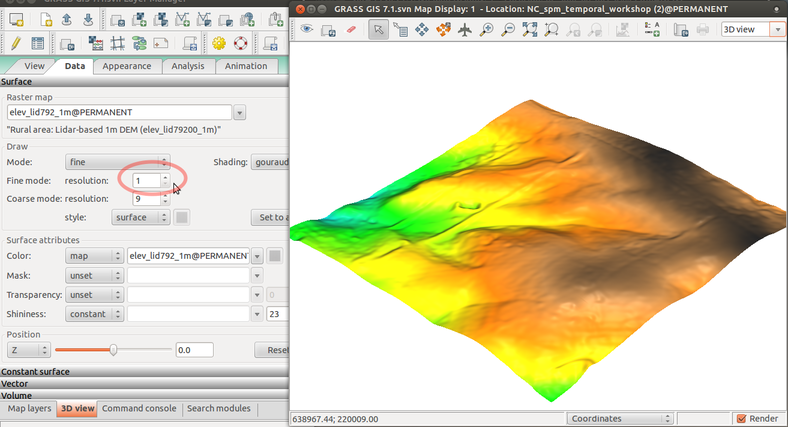 GRASS GIS 7.1.svn Map Display: 1 - Location: NC_spm_temporal_workshop (2)@PERMANENT
3D view
View Data Appearance Analysis Animation
Surface
Raster map
elev_lid792_1m@PERMANENT
"Rural area: Lidar-based 1m DEM (elev_lid79200_1m)"
Draw
Mode: fine Shading: gouraud
Fine mode: resolution: 1
Coarse mode: resolution: 9
style: surface Set to a
Surface attributes
Color: map elev_lid792_1m@PERMANENT
Mask: unset
Transparency: unset 0
Shininess: constant 23
Position
Z 0.0 Reset
Constant surface
Vector
Volume
Map layers 3D view Command console Search modules
638967.44; 220009.00 Coordinates Render